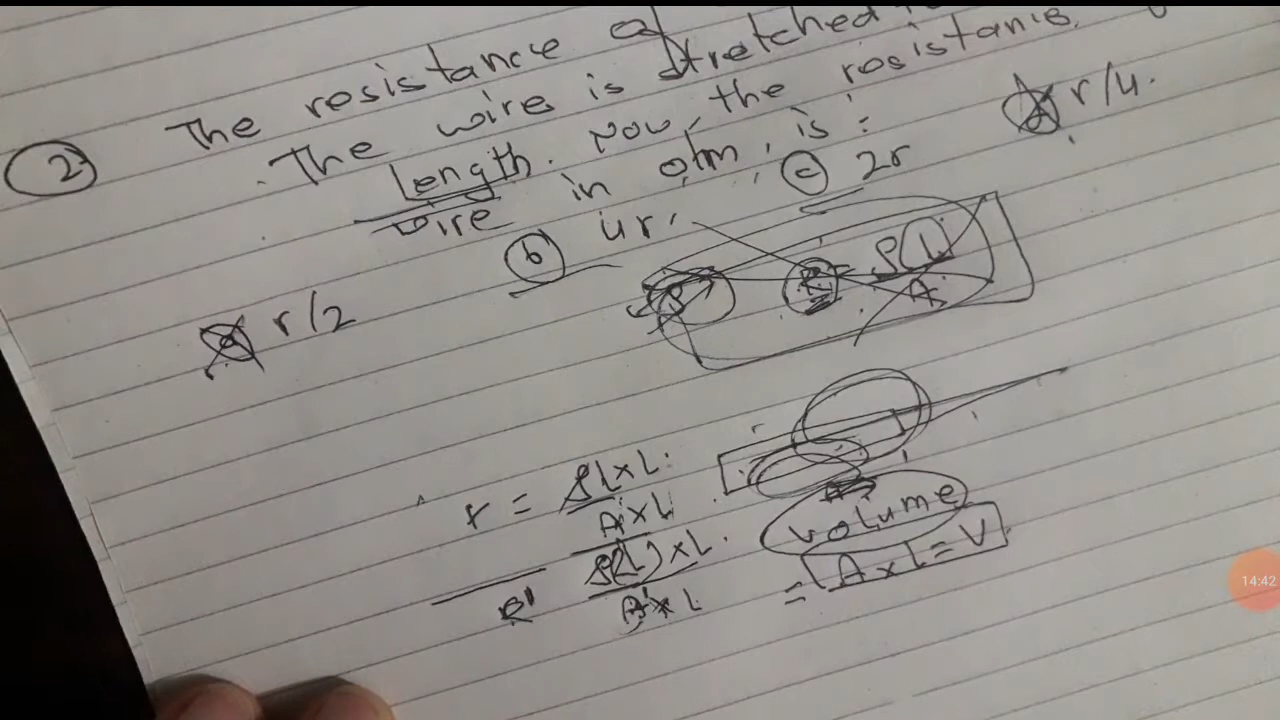 The resistance of
2 The wire is stretched
Length. Now, the resistance
wire in ohm, is:
a r/2 b 4r. c 2r d r/4.
R = ρ(L)
A
r = ρL×L.
A×L
R' ρ(L)×L.
A'×L
volume
= A×L=V
14:42